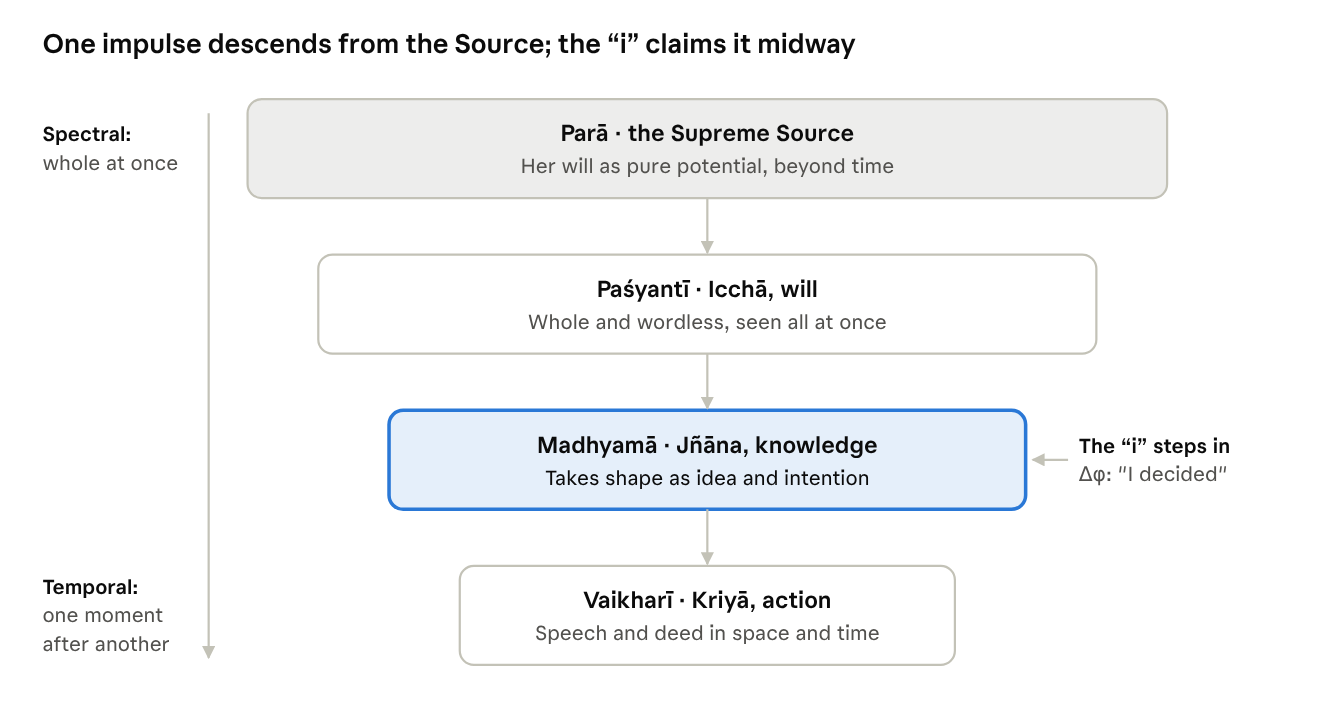 One impulse descends from the Source; the “i” claims it midway
Spectral:
whole at once
Parā · the Supreme Source
Her will as pure potential, beyond time
Paśyantī · Icchā, will
Whole and wordless, seen all at once
Madhyamā · Jñāna, knowledge
Takes shape as idea and intention
The “i” steps in
Δφ: "I decided"
Temporal:
one moment
after another
Vaikharī · Kriyā, action
Speech and deed in space and time